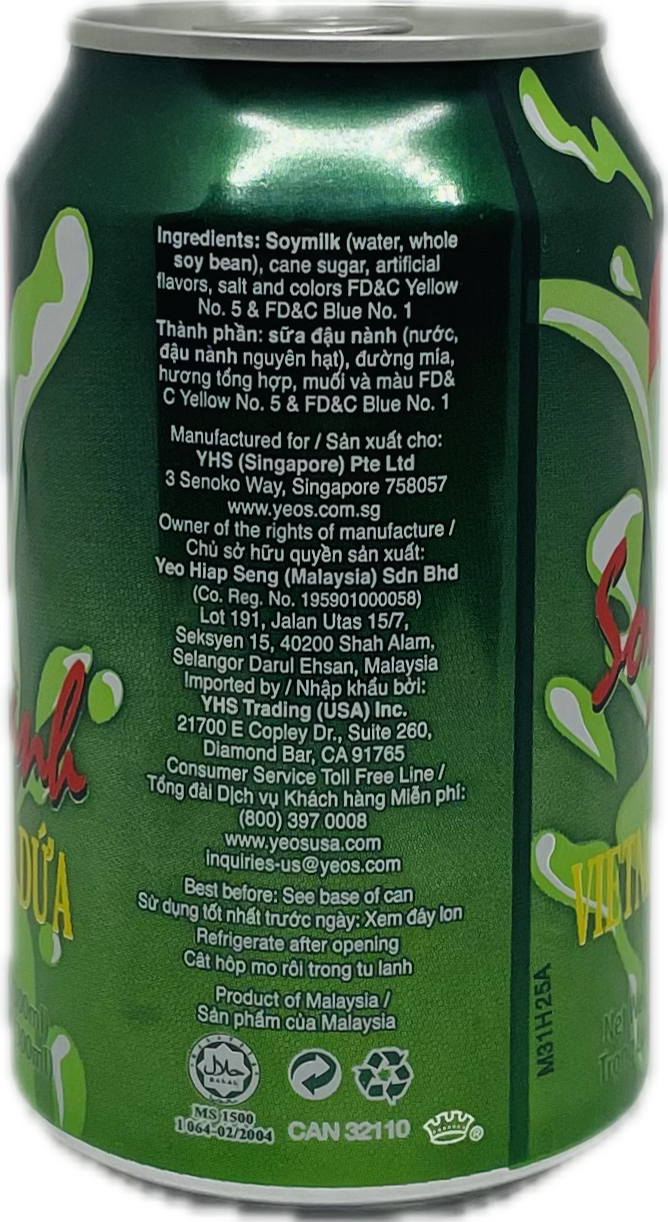 Ingredients: Soymilk (water, whole
soy bean), cane sugar, artificial
flavors, salt and colors FD&C Yellow
No. 5 & FD&C Blue No. 1
Thành phần: sữa đậu nành (nước,
đậu nành nguyên hạt), đường mía,
hương tổng hợp, muối và màu FD&
C Yellow No. 5 & FD&C Blue No. 1
Manufactured for / Sản xuất cho:
YHS (Singapore) Pte Ltd
3 Senoko Way, Singapore 758057
www.yeos.com.sg
Owner of the rights of manufacture /
Chủ sở hữu quyền sản xuất:
Yeo Hiap Seng (Malaysia) Sdn Bhd
(Co. Reg. No. 195901000058)
Lot 191, Jalan Utas 15/7,
Seksyen 15, 40200 Shah Alam,
Selangor Darul Ehsan, Malaysia
Imported by / Nhập khẩu bởi:
YHS Trading (USA) Inc.
21700 E Copley Dr., Suite 260,
Diamond Bar, CA 91765
Consumer Service Toll Free Line /
Tổng đài Dịch vụ Khách hàng Miễn phí:
(800) 397 0008
www.yeosusa.com
inquiries-us@yeos.com
Best before: See base of can
Sử dụng tốt nhất trước ngày: Xem đáy lon
Refrigerate after opening
Cât hôp mo rôi trong tu lanh
Product of Malaysia /
Sản phẩm của Malaysia
حلال
HALAL
MS 1500
1 064-02/2004
CAN 32110
®
M31H 25A
DỨA